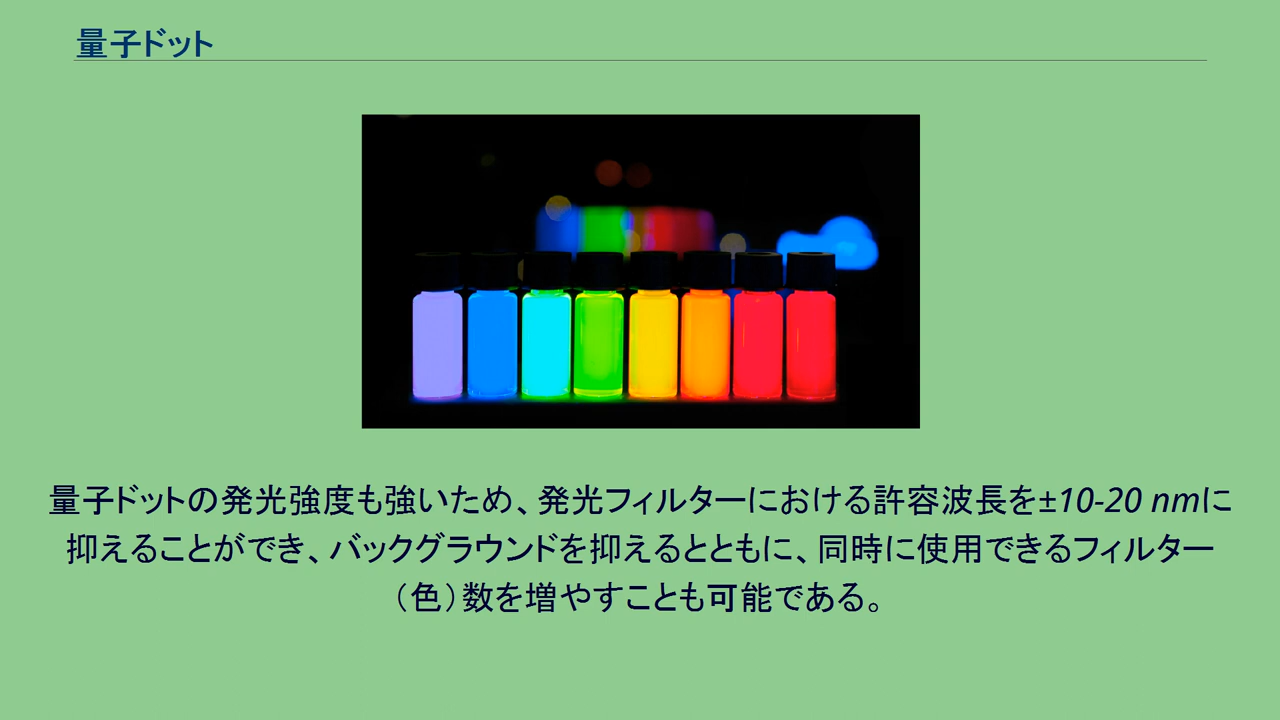 量子ドット
量子ドットの発光強度も強いため、発光フィルターにおける許容波長を±10-20 nmに
抑えることができ、バックグラウンドを抑えるとともに、同時に使用できるフィルター
（色）数を増やすことも可能である。